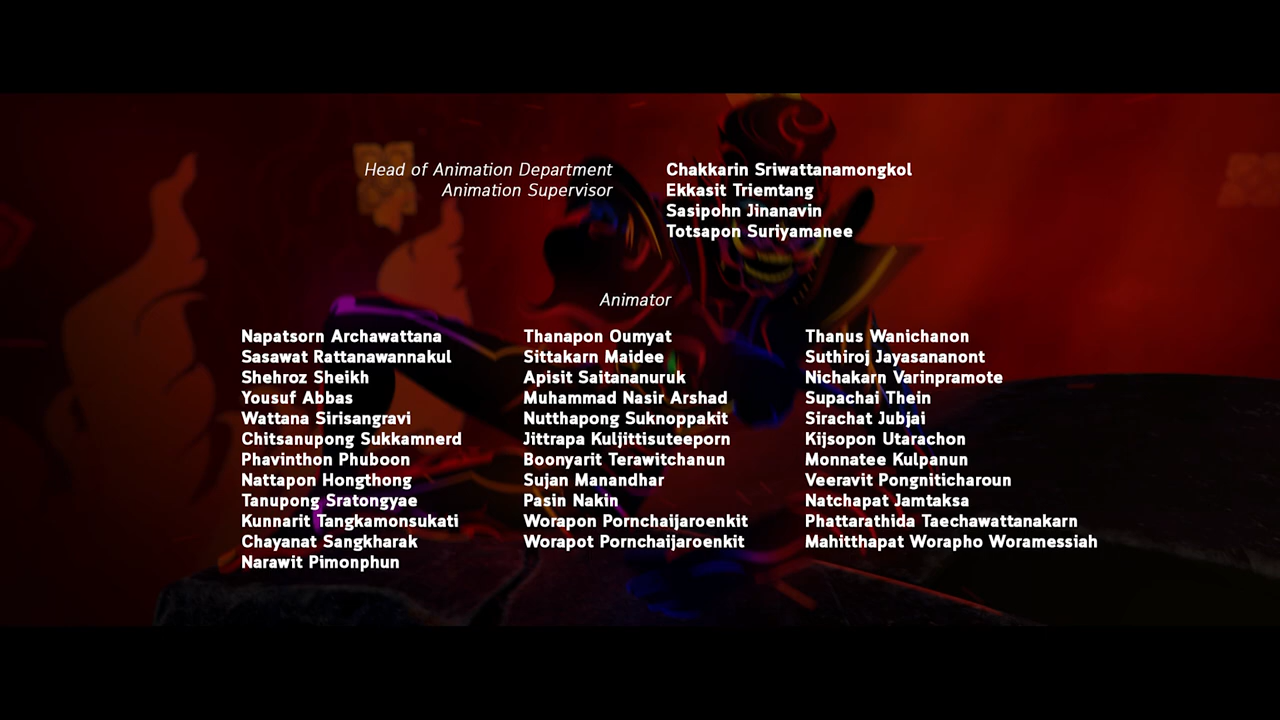 Head of Animation Department Chakkarin Sriwattanamongkol
Animation Supervisor Ekkasit Triemtang
Sasipohn Jinanavin
Totsapon Suriyamanee
Animator
Napatsorn Archawattana
Sasawat Rattanawannakul
Shehroz Sheikh
Yousuf Abbas
Wattana Sirisangravi
Chitsanupong Sukkamnerd
Phavinthon Phuboon
Nattapon Hongthong
Tanupong Sratongyae
Kunnarit Tangkamonsukati
Chayanat Sangkharak
Narawit Pimonphun
Thanapon Oumyat
Sittakarn Maidee
Apisit Saitananuruk
Muhammad Nasir Arshad
Nutthapong Suknoppakit
Jittrapa Kuljittisuteeporn
Boonyarit Terawitchanun
Sujan Manandhar
Pasin Nakin
Worapon Pornchaijaroenkit
Worapot Pornchaijaroenkit
Thanus Wanichanon
Suthiroj Jayasananont
Nichakarn Varinpramote
Supachai Thein
Sirachat Jubjai
Kijsopon Utarachon
Monnatee Kulpanun
Veeravit Pongniticharoun
Natchapat Jamtaksa
Phattarathida Taechawattanakarn
Mahitthapat Worapho Woramessiah